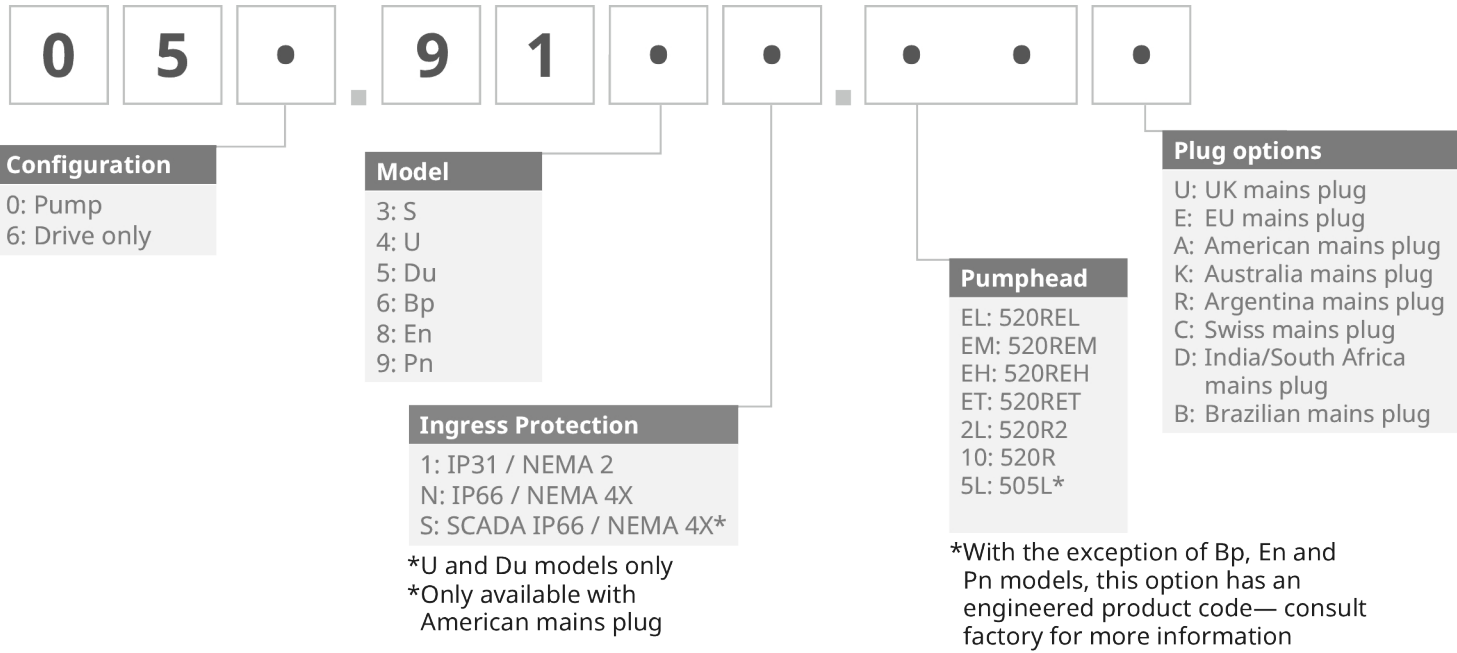 0 5 • . 9 1 • • . • • •
Configuration
0: Pump
6: Drive only
Model
3: S
4: U
5: Du
6: Bp
8: En
9: Pn
Ingress Protection
1: IP31 / NEMA 2
N: IP66 / NEMA 4X
S: SCADA IP66 / NEMA 4X*
*U and Du models only
*Only available with
American mains plug
Pumphead
EL: 520REL
EM: 520REM
EH: 520REH
ET: 520RET
2L: 520R2
10: 520R
5L: 505L*
*With the exception of Bp, En and
Pn models, this option has an
engineered product code— consult
factory for more information
Plug options
U: UK mains plug
E: EU mains plug
A: American mains plug
K: Australia mains plug
R: Argentina mains plug
C: Swiss mains plug
D: India/South Africa
mains plug
B: Brazilian mains plug